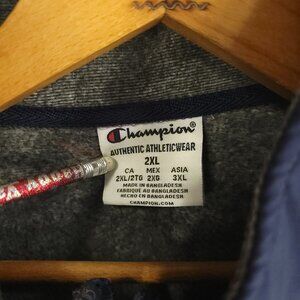 Champion®
AUTHENTIC ATHLETICWEAR
2XL
CA MEX ASIA
2XL/2TG 2XG 3XL
MADE IN BANGLADESH
FABRIQUÉ AU BANGLADESH
HECHO EN BANGLADESH
CHAMPION.COM